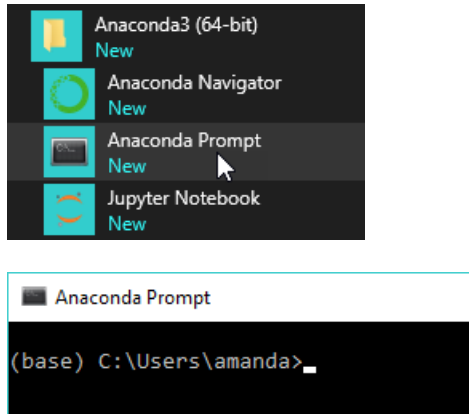 Anaconda3 (64-bit)
New
Anaconda Navigator
New
Anaconda Prompt
New
Jupyter Notebook
New
Anaconda Prompt
(base) C:\Users\amanda>